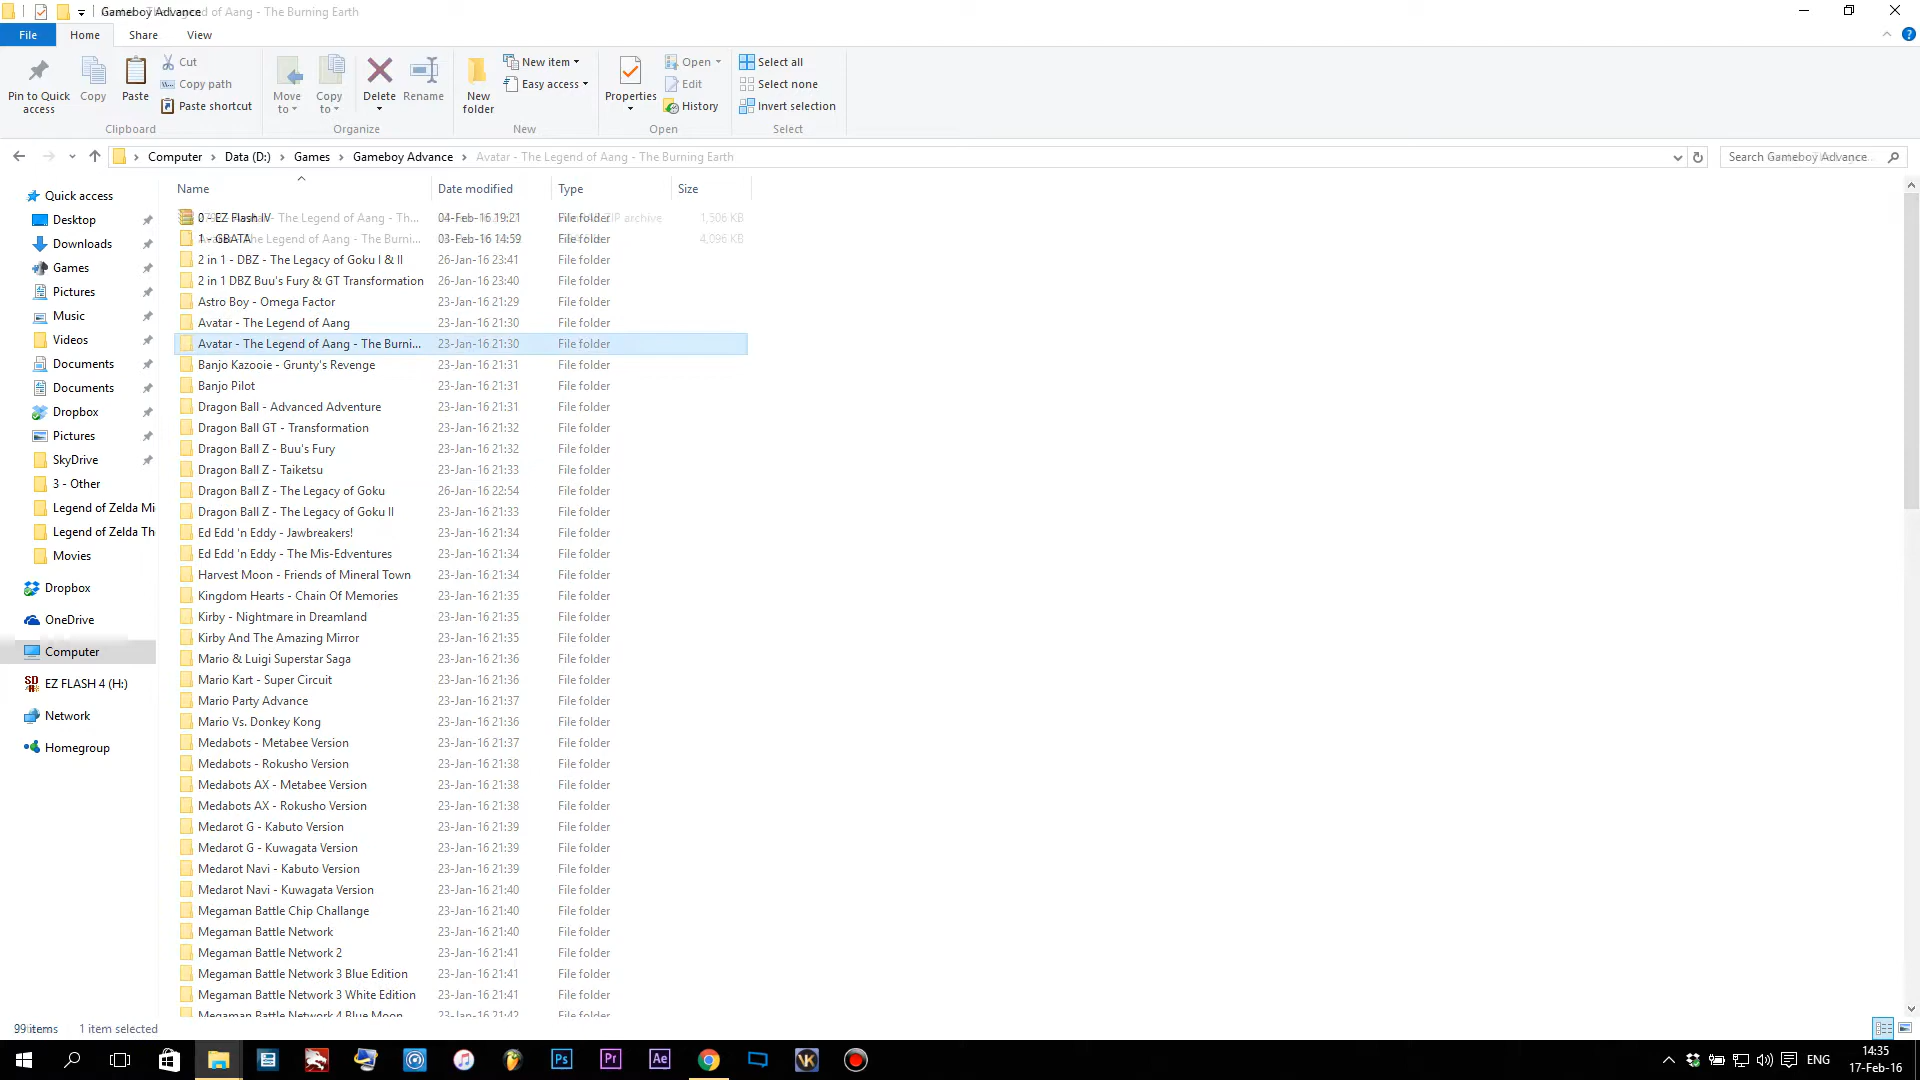 Gameboy Advance
File Home Share View
Pin to Quick access
Copy
Paste
Cut
Copy path
Paste shortcut
Clipboard
Move to
Copy to
Delete
Rename
Organize
New folder
New item
Easy access
New
Properties
Open
Edit
History
Open
Select all
Select none
Invert selection
Select
Computer Data (D:) Games Gameboy Advance Avatar - The Legend of Aang - The Burning Earth
Search Gameboy Advance
Quick access
Desktop
Downloads
Games
Pictures
Music
Videos
Documents
Documents
Dropbox
Pictures
SkyDrive
3 - Other
Legend of Zelda Mi
Legend of Zelda Th
Movies
Dropbox
OneDrive
Computer
EZ FLASH 4 (H:)
Network
Homegroup
Name Date modified Type Size
0 - EZ Flash IV 04-Feb-16 19:21 File folder 1,506 KB
1 - GBATA 03-Feb-16 14:59 File folder 4,096 KB
2 in 1 - DBZ - The Legacy of Goku I & II 26-Jan-16 23:41 File folder
2 in 1 DBZ Buu's Fury & GT Transformation 26-Jan-16 23:40 File folder
Astro Boy - Omega Factor 23-Jan-16 21:29 File folder
Avatar - The Legend of Aang 23-Jan-16 21:30 File folder
Avatar - The Legend of Aang - The Burni... 23-Jan-16 21:30 File folder
Banjo Kazooie - Grunty's Revenge 23-Jan-16 21:31 File folder
Banjo Pilot 23-Jan-16 21:31 File folder
Dragon Ball - Advanced Adventure 23-Jan-16 21:31 File folder
Dragon Ball GT - Transformation 23-Jan-16 21:32 File folder
Dragon Ball Z - Buu's Fury 23-Jan-16 21:32 File folder
Dragon Ball Z - Taiketsu 23-Jan-16 21:33 File folder
Dragon Ball Z - The Legacy of Goku 26-Jan-16 22:54 File folder
Dragon Ball Z - The Legacy of Goku II 23-Jan-16 21:33 File folder
Ed Edd 'n Eddy - Jawbreakers! 23-Jan-16 21:34 File folder
Ed Edd 'n Eddy - The Mis-Edventures 23-Jan-16 21:34 File folder
Harvest Moon - Friends of Mineral Town 23-Jan-16 21:34 File folder
Kingdom Hearts - Chain Of Memories 23-Jan-16 21:35 File folder
Kirby - Nightmare in Dreamland 23-Jan-16 21:35 File folder
Kirby And The Amazing Mirror 23-Jan-16 21:35 File folder
Mario & Luigi Superstar Saga 23-Jan-16 21:36 File folder
Mario Kart - Super Circuit 23-Jan-16 21:36 File folder
Mario Party Advance 23-Jan-16 21:37 File folder
Mario Vs. Donkey Kong 23-Jan-16 21:36 File folder
Medabots - Metabee Version 23-Jan-16 21:37 File folder
Medabots - Rokusho Version 23-Jan-16 21:38 File folder
Medabots AX - Metabee Version 23-Jan-16 21:38 File folder
Medabots AX - Rokusho Version 23-Jan-16 21:38 File folder
Medarot G - Kabuto Version 23-Jan-16 21:39 File folder
Medarot G - Kuwagata Version 23-Jan-16 21:39 File folder
Medarot Navi - Kabuto Version 23-Jan-16 21:39 File folder
Medarot Navi - Kuwagata Version 23-Jan-16 21:40 File folder
Megaman Battle Chip Challange 23-Jan-16 21:40 File folder
Megaman Battle Network 23-Jan-16 21:40 File folder
Megaman Battle Network 2 23-Jan-16 21:41 File folder
Megaman Battle Network 3 Blue Edition 23-Jan-16 21:41 File folder
Megaman Battle Network 3 White Edition 23-Jan-16 21:41 File folder
Megaman Battle Network 4 Blue Moon 23-Jan-16 21:42 File folder
99 items 1 item selected
Ps Pr Ae VK
ENG
14:35
17-Feb-16